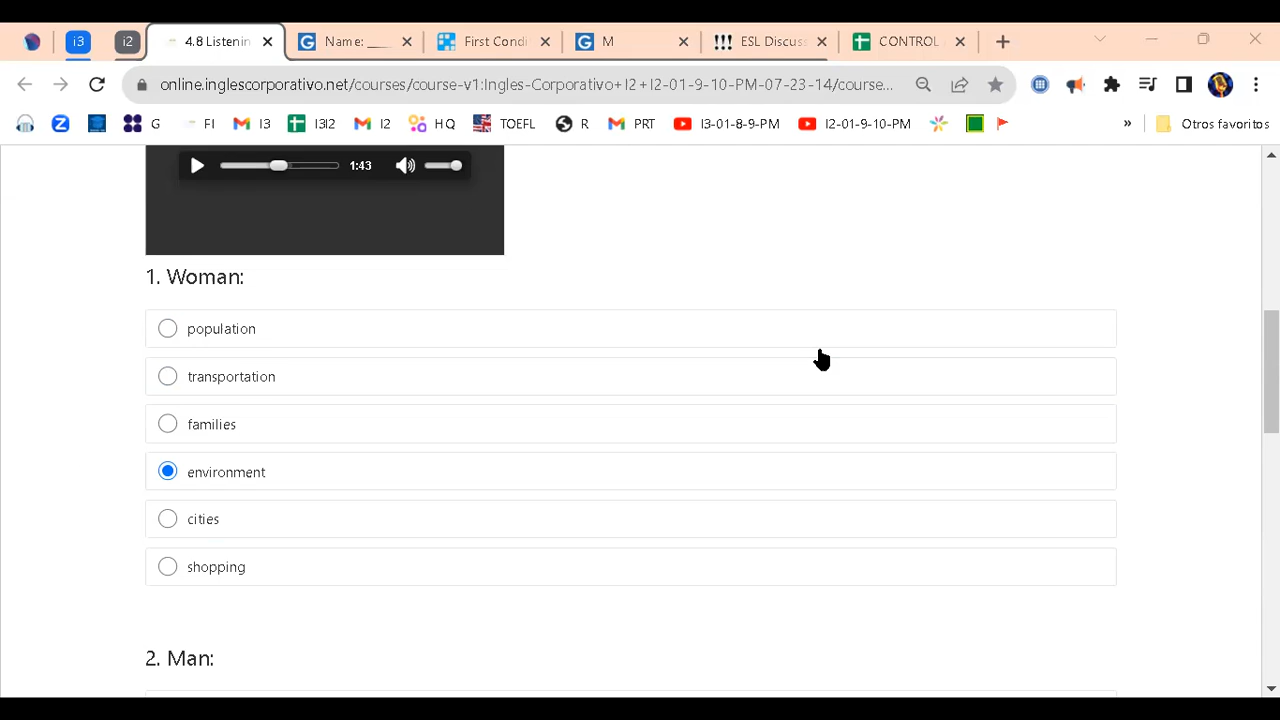 i3
i2
4.8 Listenin
Name: ____
First Condi
M
ESL Discus
CONTROL
online.inglescorporativo.net/courses/course-v1:Ingles-Corporativo+I2+I2-01-9-10-PM-07-23-14/course...
G
FI
I3
I3I2
I2
HQ
TOEFL
R
PRT
I3-01-8-9-PM
I2-01-9-10-PM
»
Otros favoritos
1:43
1. Woman:
population
transportation
families
environment
cities
shopping
2. Man: